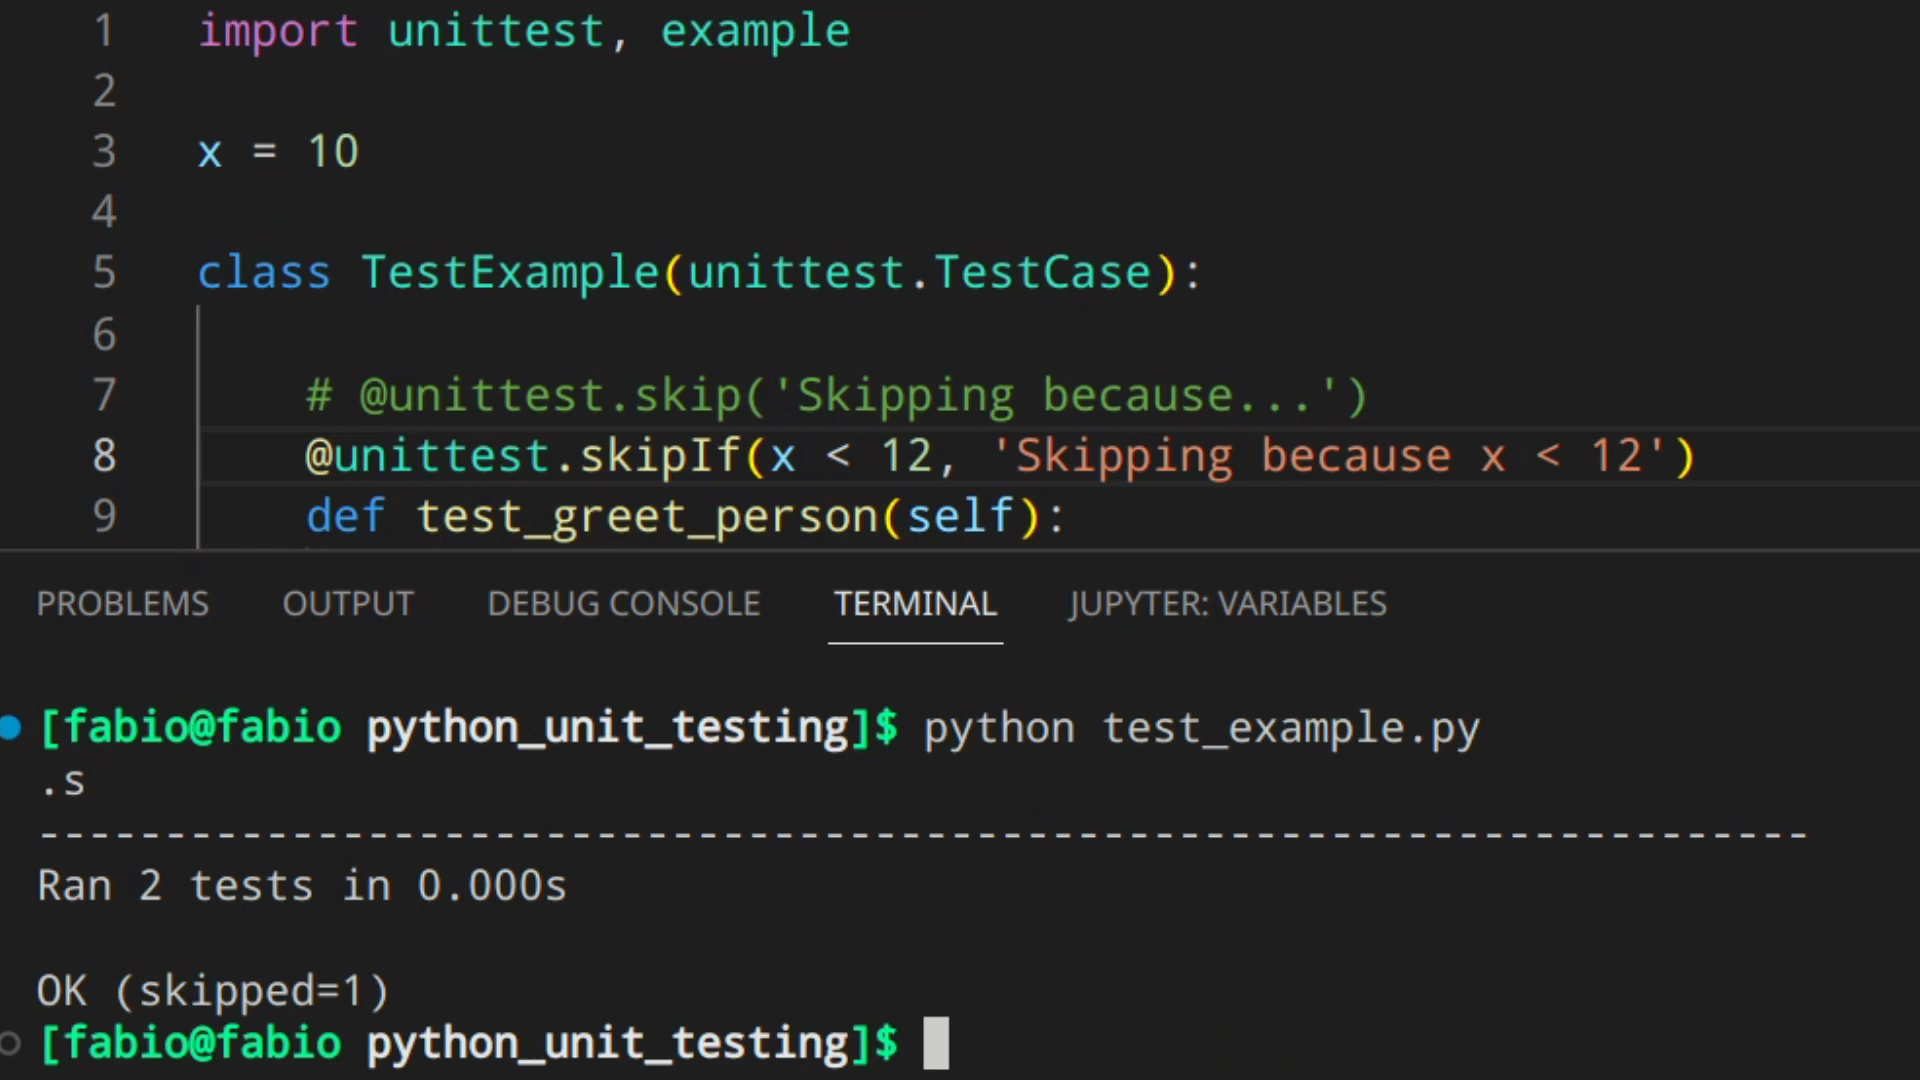 1 import unittest, example
2
3 x = 10
4
5 class TestExample(unittest.TestCase):
6
7 # @unittest.skip('Skipping because...')
8 @unittest.skipIf(x < 12, 'Skipping because x < 12')
9 def test_greet_person(self):
PROBLEMS OUTPUT DEBUG CONSOLE TERMINAL JUPYTER: VARIABLES
[fabio@fabio python_unit_testing]$ python test_example.py
.s
----------------------------------------------------------------------
Ran 2 tests in 0.000s
OK (skipped=1)
[fabio@fabio python_unit_testing]$